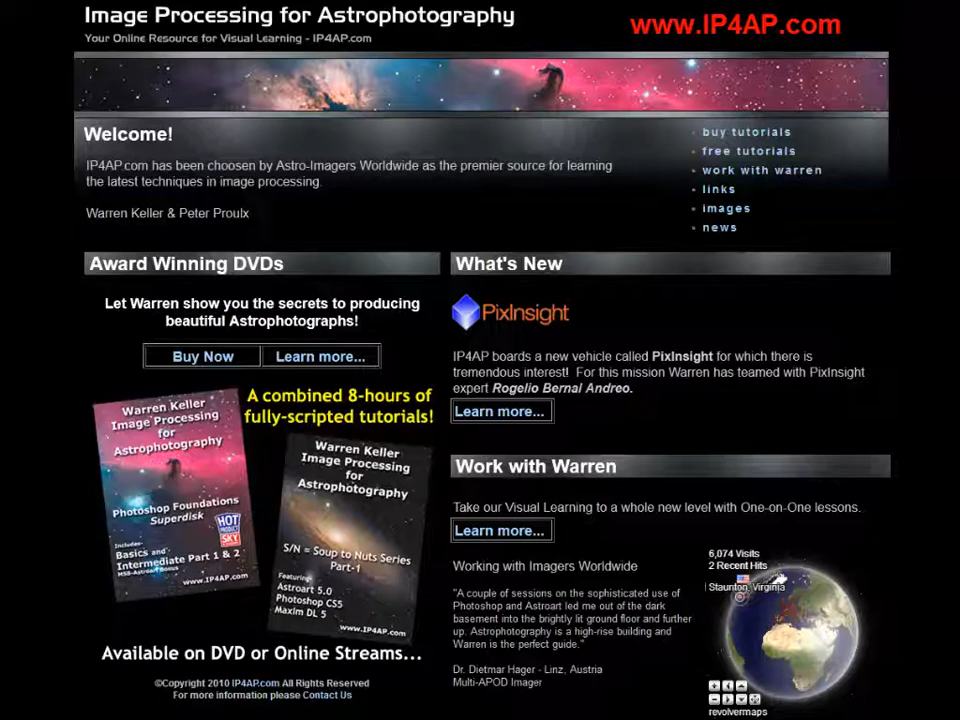 Image Processing for Astrophotography
www.IP4AP.com
Your Online Resource for Visual Learning - IP4AP.com
Welcome!
IP4AP.com has been choosen by Astro-Imagers Worldwide as the premier source for learning
the latest techniques in image processing.
Warren Keller & Peter Proulx
buy tutorials
free tutorials
work with warren
links
images
news
Award Winning DVDs
Let Warren show you the secrets to producing
beautiful Astrophotographs!
Buy Now
Learn more...
A combined 8-hours of
fully-scripted tutorials!
Warren Keller
Image Processing
for
Astrophotography
Photoshop Foundations
Superdisk
HOT
PRODUCT
SKY
Includes-
Basics and
Intermediate Part 1 & 2
www.IP4AP.com
Warren Keller
Image Processing
for
Astrophotography
S/N = Soup to Nuts Series
Part-1
Featuring
Astroart 5.0
Photoshop CS5
Maxim DL 5
www.IP4AP.com
Available on DVD or Online Streams...
©Copyright 2010 IP4AP.com All Rights Reserved
For more information please Contact Us
What's New
PixInsight
IP4AP boards a new vehicle called PixInsight for which there is
tremendous interest! For this mission Warren has teamed with PixInsight
expert Rogelio Bernal Andreo.
Learn more...
Work with Warren
Take our Visual Learning to a whole new level with One-on-One lessons.
Learn more...
Working with Imagers Worldwide
"A couple of sessions on the sophisticated use of
Photoshop and Astroart led me out of the dark
basement into the brightly lit ground floor and further
up. Astrophotography is a high-rise building and
Warren is the perfect guide."
Dr. Dietmar Hager - Linz, Austria
Multi-APOD Imager
6,074 Visits
2 Recent Hits
Staunton, Virginia
revolvermaps